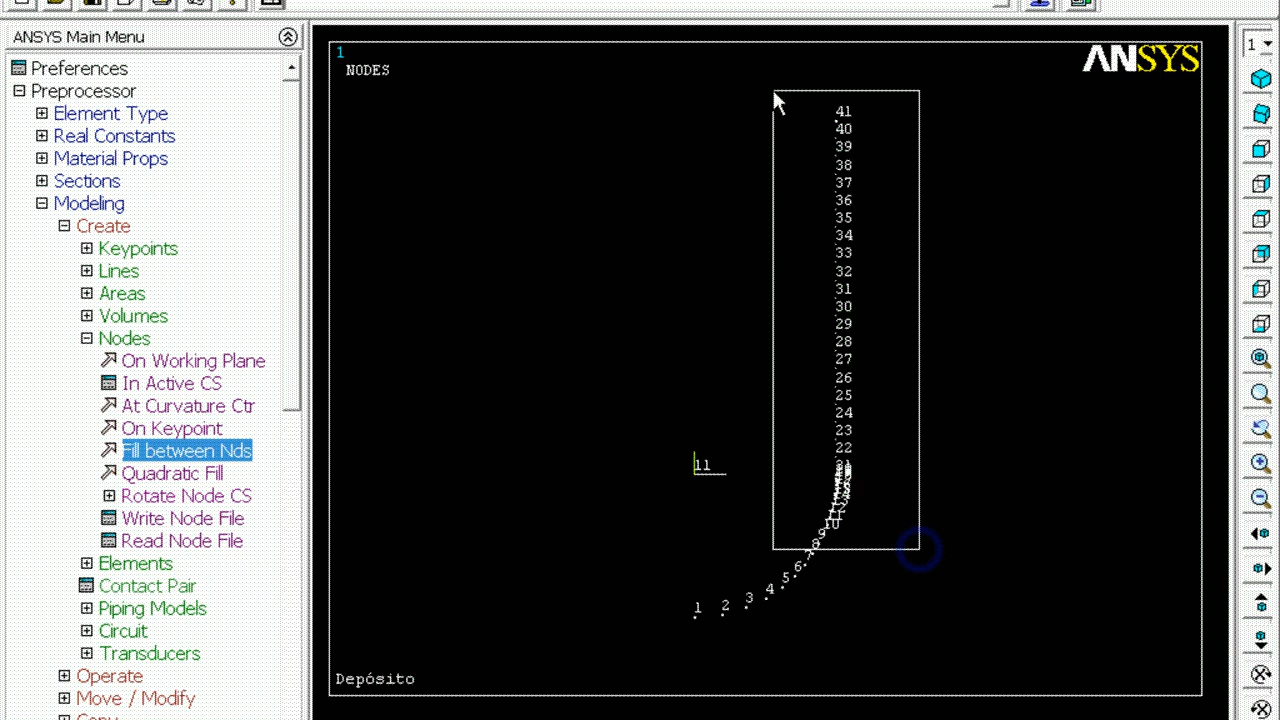 ANSYS Main Menu
Preferences
Preprocessor
Element Type
Real Constants
Material Props
Sections
Modeling
Create
Keypoints
Lines
Areas
Volumes
Nodes
On Working Plane
In Active CS
At Curvature Ctr
On Keypoint
Fill between Nds
Quadratic Fill
Rotate Node CS
Write Node File
Read Node File
Elements
Contact Pair
Piping Models
Circuit
Transducers
Operate
Move / Modify
Copy
1
NODES
ANSYS
41
40
39
38
37
36
35
34
33
32
31
30
29
28
27
26
25
24
23
22
21
11
12
11
10
9
8
7
6
5
4
3
2
1
Depósito
1